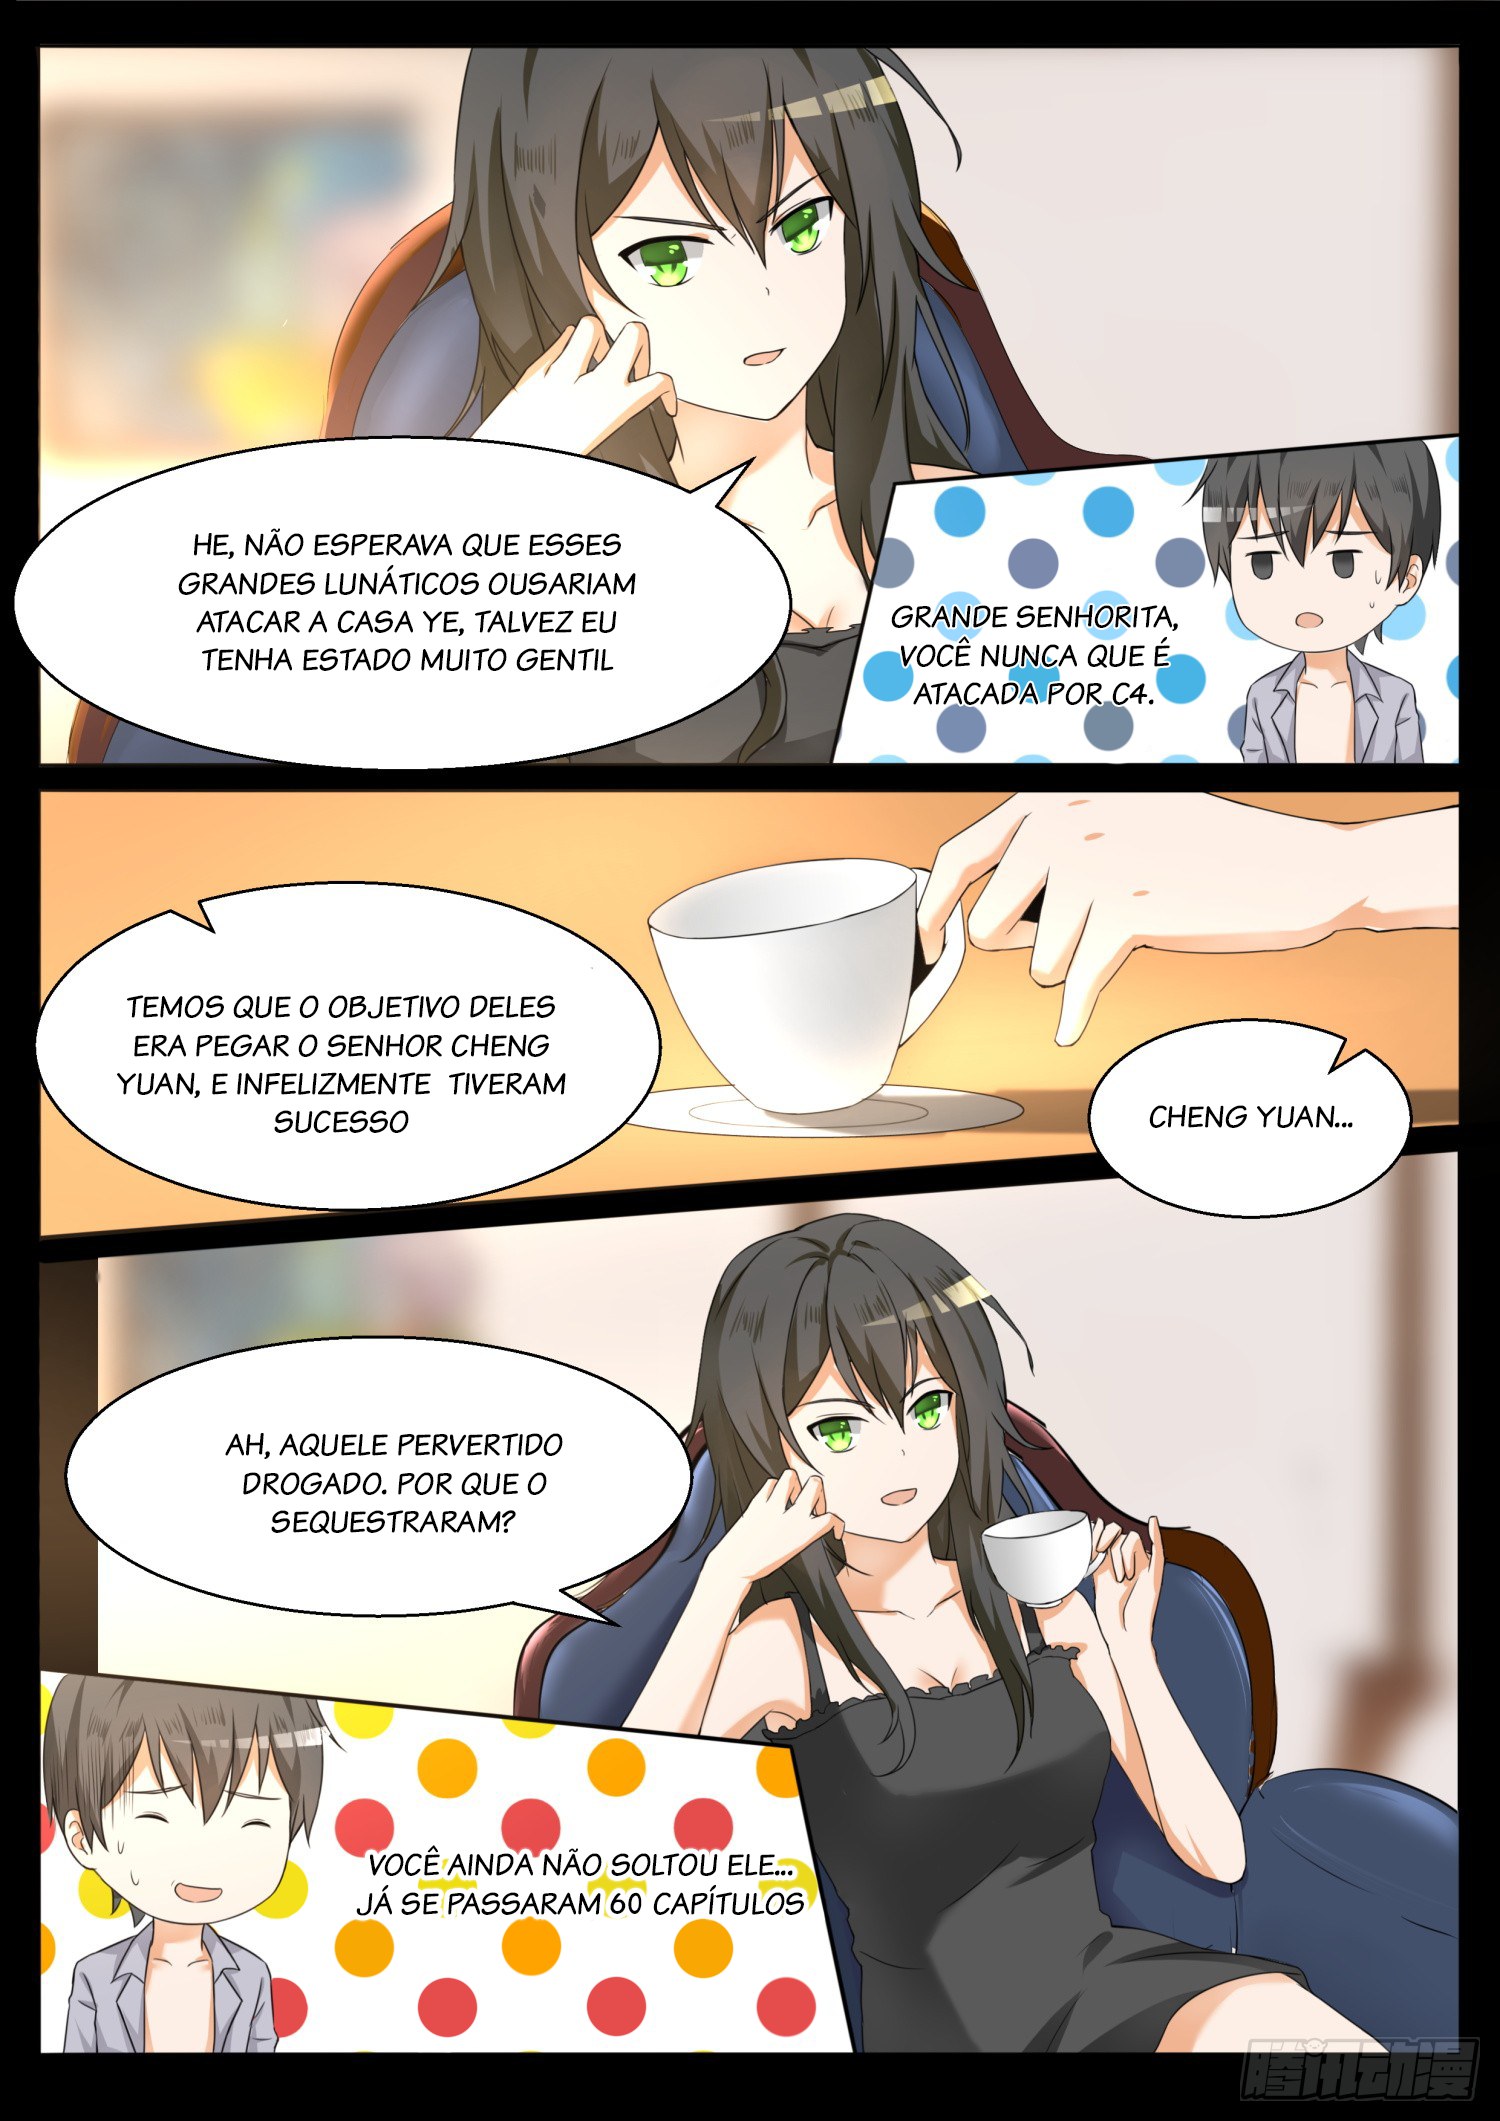 HE, NÃO ESPERAVA QUE ESSES
GRANDES LUNÁTICOS OUSARIAM
ATACAR A CASA YE, TALVEZ EU
TENHA ESTADO MUITO GENTIL
GRANDE SENHORITA,
VOCÊ NUNCA QUE É
ATACADA POR C4.
TEMOS QUE O OBJETIVO DELES
ERA PEGAR O SENHOR CHENG
YUAN, E INFELIZMENTE TIVERAM
SUCESSO
CHENG YUAN...
AH, AQUELE PERVERTIDO
DROGADO. POR QUE O
SEQUESTRARAM?
VOCÊ AINDA NÃO SOLTOU ELE...
JÁ SE PASSARAM 60 CAPÍTULOS
腾讯动漫